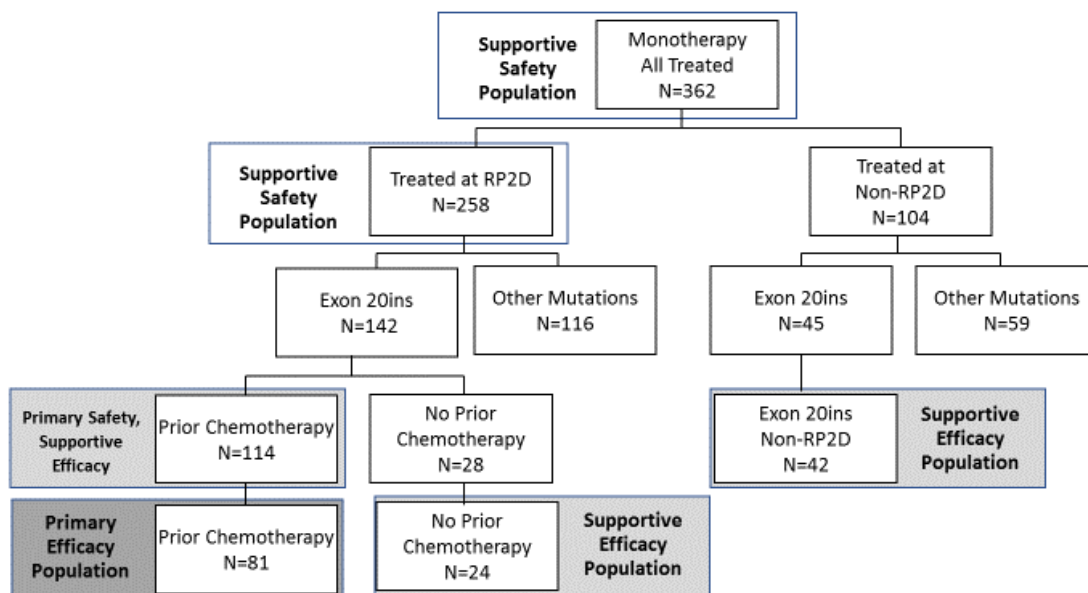 Supportive
Safety
Population
Monotherapy
All Treated
N=362
Supportive
Safety
Population
Treated at RP2D
N=258
Treated at
Non-RP2D
N=104
Exon 20ins
N=142
Other Mutations
N=116
Exon 20ins
N=45
Other Mutations
N=59
Primary Safety,
Supportive
Efficacy
Prior Chemotherapy
N=114
No Prior
Chemotherapy
N=28
Exon 20ins
Non-RP2D
N=42
Supportive
Efficacy
Population
Primary
Efficacy
Population
Prior Chemotherapy
N=81
No Prior
Chemotherapy
N=24
Supportive
Efficacy
Population